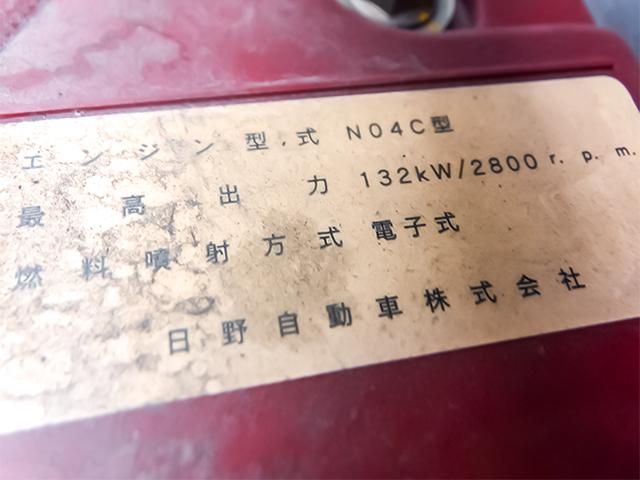 エンジン型式 N04C型
最高出力 132kW/2800r.p.m.
燃料噴射方式 電子式
日野自動車株式会社